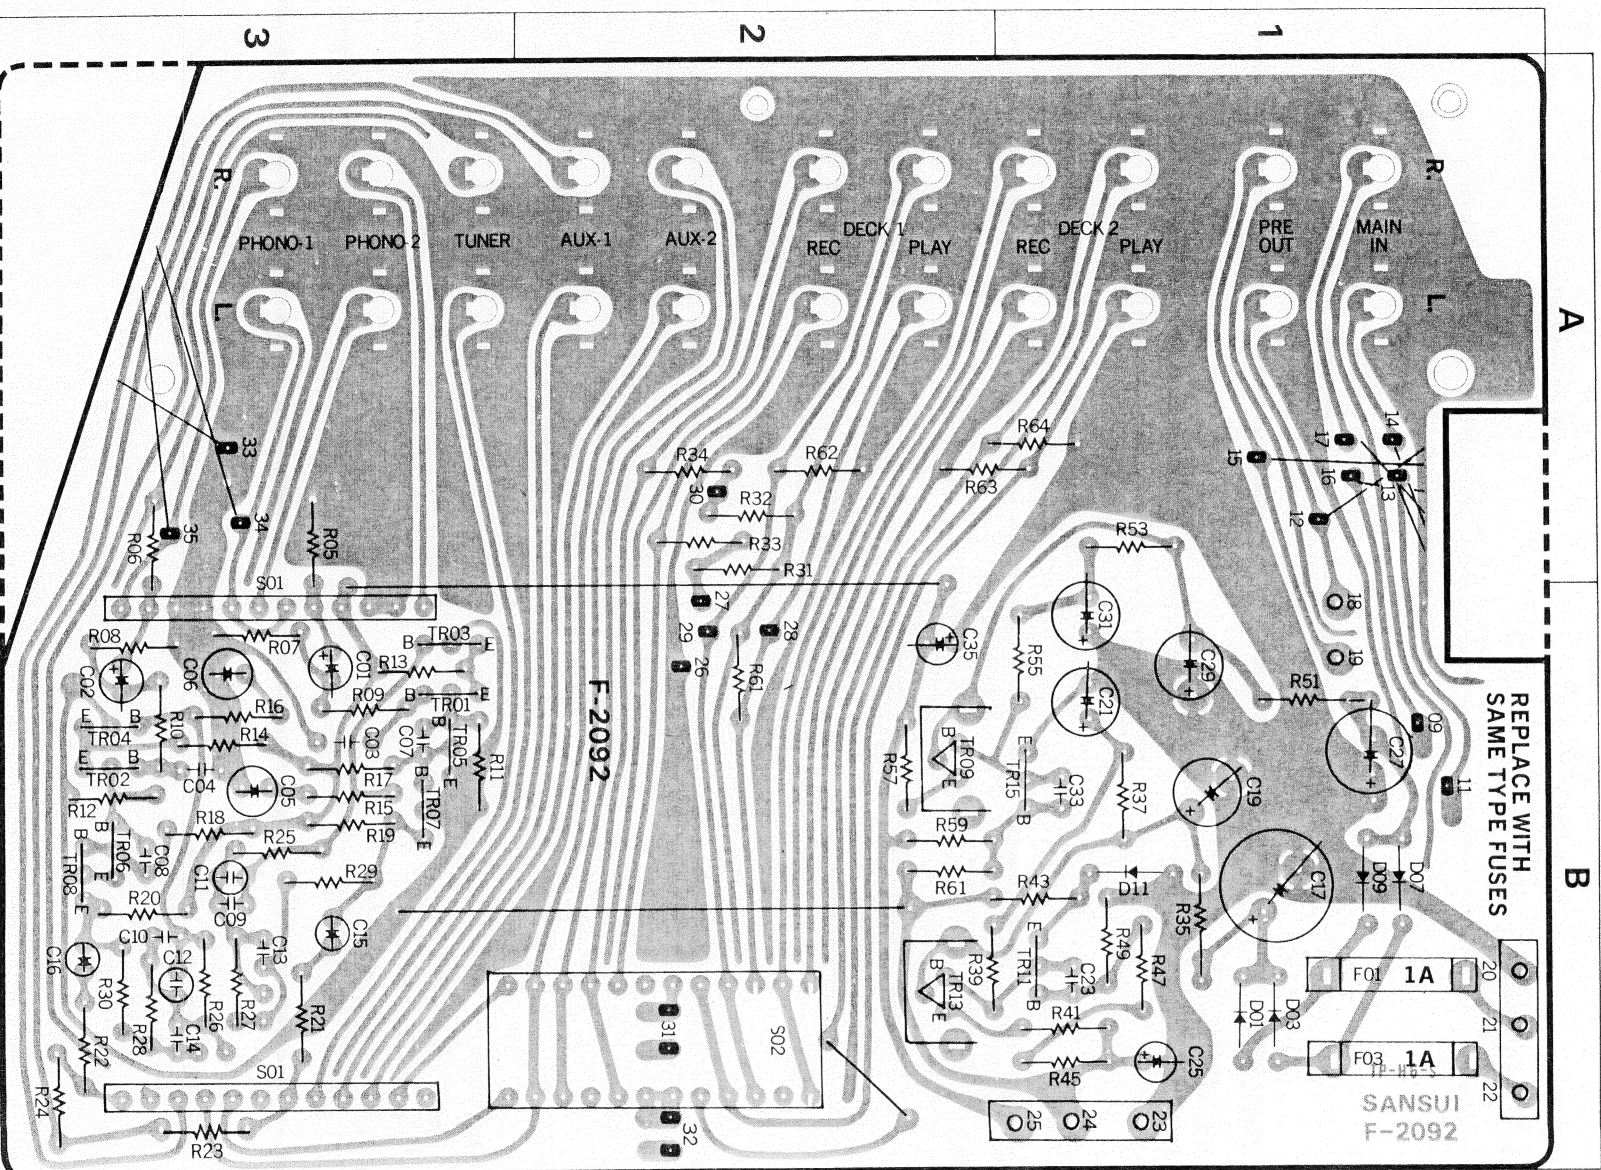 3 2 1
R. R.
PHONO-1 PHONO-2 TUNER AUX-1 AUX-2 DECK 1 REC PLAY DECK 2 REC PLAY PRE OUT MAIN IN
L. L.
A
33 34 35
R06 R05
S01
R34 R62 R64
30 R63
R32
R33
R31
27 29 28 26
R61
14 17 15 16 13 12
R53
18 19
R08 R07 TR03 B E
C02 C06 C01 R13
R09 B E TR01
R16 R10
E B TR04 R14
C03 C07 B TR05 E R11
E B TR02 C04 R17
R12 C05 R15
R18 R19 B TR07 E
B TR06 E C08 R25
B TR08 E C11 R29
R20 C09
C10 C13 C15
C16 C12
R30 R28 R26 R27 R21
C14
R22
R24
S01
R23
F-2092
31 S02
32
C35 R55 C31 C29
C21 R51
09 C27 11
R57 B TR09 E
E TR15 B C33 R37 C19
R59
R61 R43 D11 C17
R35 D09 D07
B TR13 E R39 E TR11 B C23 R49 R47
R41
R45 C25
D01 D03
25 24 23
REPLACE WITH
SAME TYPE FUSES
B
F01 1A 20
21
F03 1A 22
SANSUI
F-2092